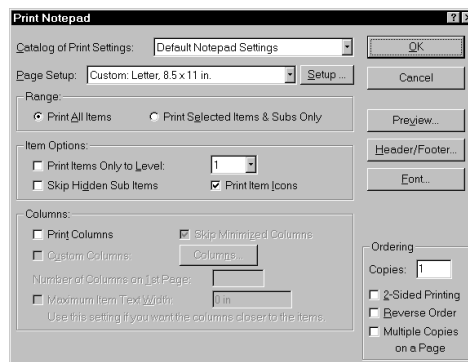 Print Notepad
Catalog of Print Settings: Default Notepad Settings
OK
Page Setup: Custom: Letter, 8.5 x 11 in. Setup ...
Cancel
Range:
Print All Items Print Selected Items & Subs Only
Preview...
Item Options:
Print Items Only to Level: 1
Header/Footer...
Skip Hidden Sub Items Print Item Icons
Font...
Columns:
Print Columns Skip Minimized Columns
Custom Columns: Columns...
Number of Columns on 1st Page:
Maximum Item Text Width: 0 in
Use this setting if you want the columns closer to the items.
Ordering
Copies: 1
2-Sided Printing
Reverse Order
Multiple Copies
on a Page